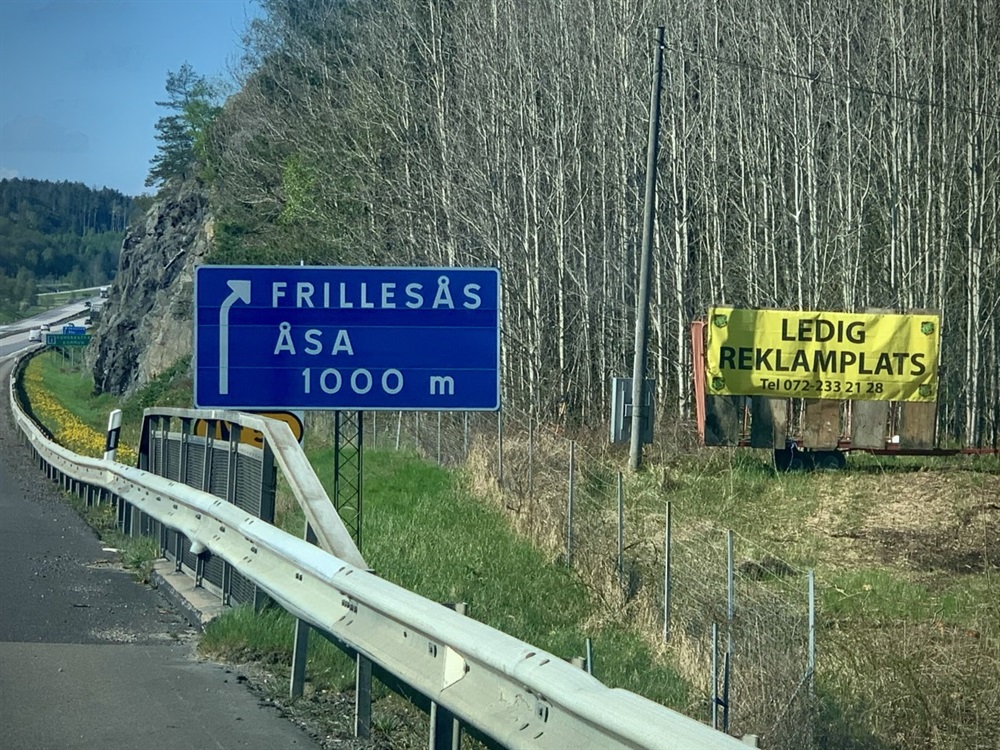 FRILLESÅS
ÅSA
1000 m
LEDIG
REKLAMPLATS
Tel 072-233 21 28